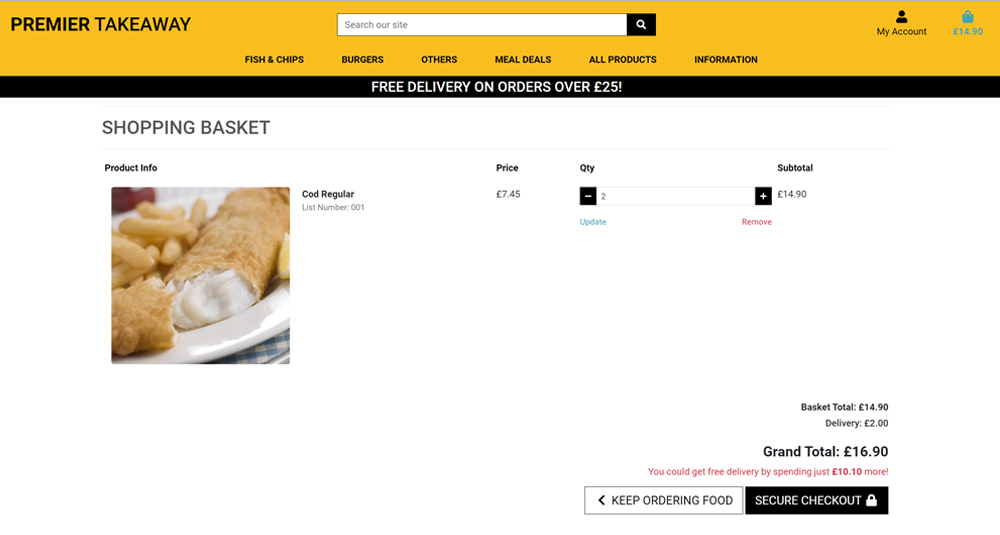 PREMIER TAKEAWAY
Search our site
My Account
£14.90
FISH & CHIPS BURGERS OTHERS MEAL DEALS ALL PRODUCTS INFORMATION
FREE DELIVERY ON ORDERS OVER £25!
SHOPPING BASKET
Product Info Price Qty Subtotal
Cod Regular £7.45 2 £14.90
List Number: 001
Update Remove
Basket Total: £14.90
Delivery: £2.00
Grand Total: £16.90
You could get free delivery by spending just £10.10 more!
KEEP ORDERING FOOD SECURE CHECKOUT